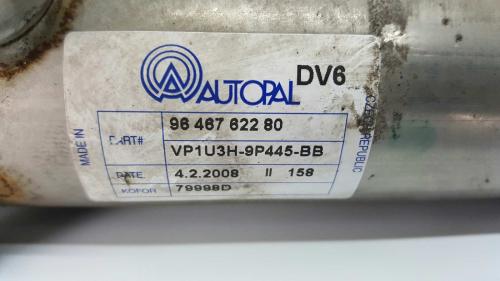 AUTOPAL DV6
MADE IN
CZECH REPUBLIC
PART# 96 467 622 80
VP1U3H-9P445-BB
DATE 4.2.2008 II 158
KOFOR 79998D